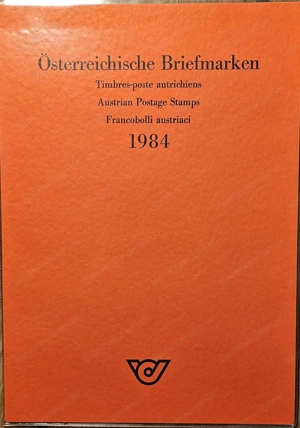 Österreichische Briefmarken
Timbres-poste autrichiens
Austrian Postage Stamps
Francobolli austriaci
1984